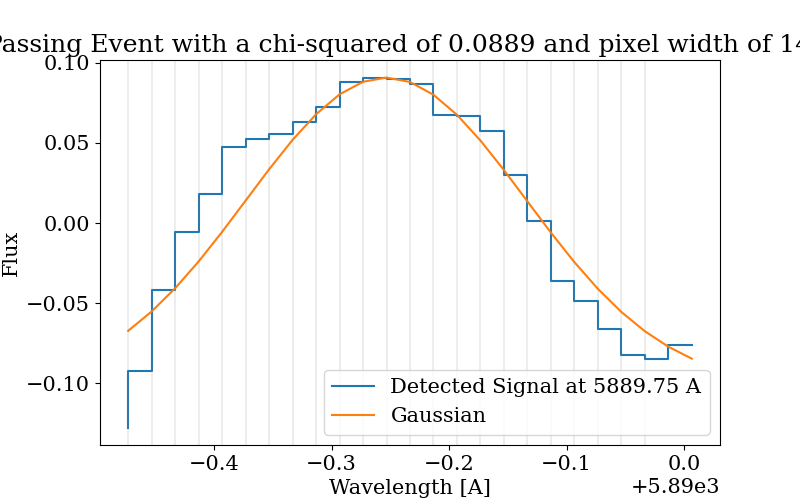 Passing Event with a chi-squared of 0.0889 and pixel width of 14
0.10
0.05
0.00
−0.05
−0.10
Flux
Detected Signal at 5889.75 A
Gaussian
−0.4 −0.3 −0.2 −0.1 0.0
+5.89e3
Wavelength [A]